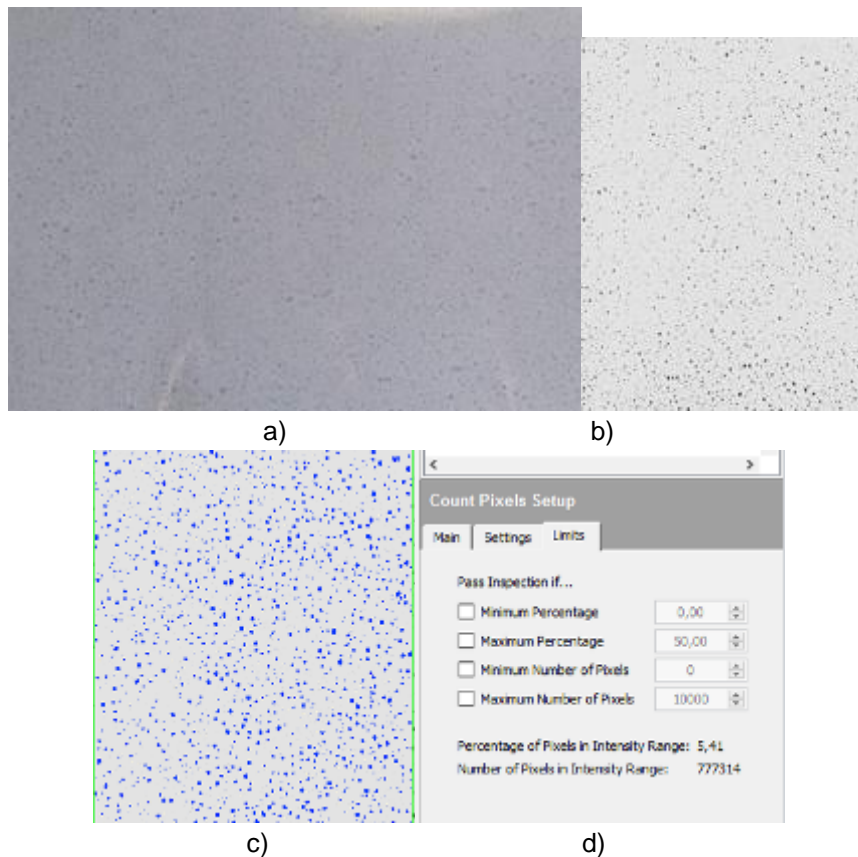 a)
b)
Count Pixels Setup
Main
Settings
Limits
Pass Inspection if...
Minimum Percentage
0,00
Maximum Percentage
50,00
Minimum Number of Pixels
0
Maximum Number of Pixels
10000
Percentage of Pixels in Intensity Range: 5,41
Number of Pixels in Intensity Range: 777314
c)
d)